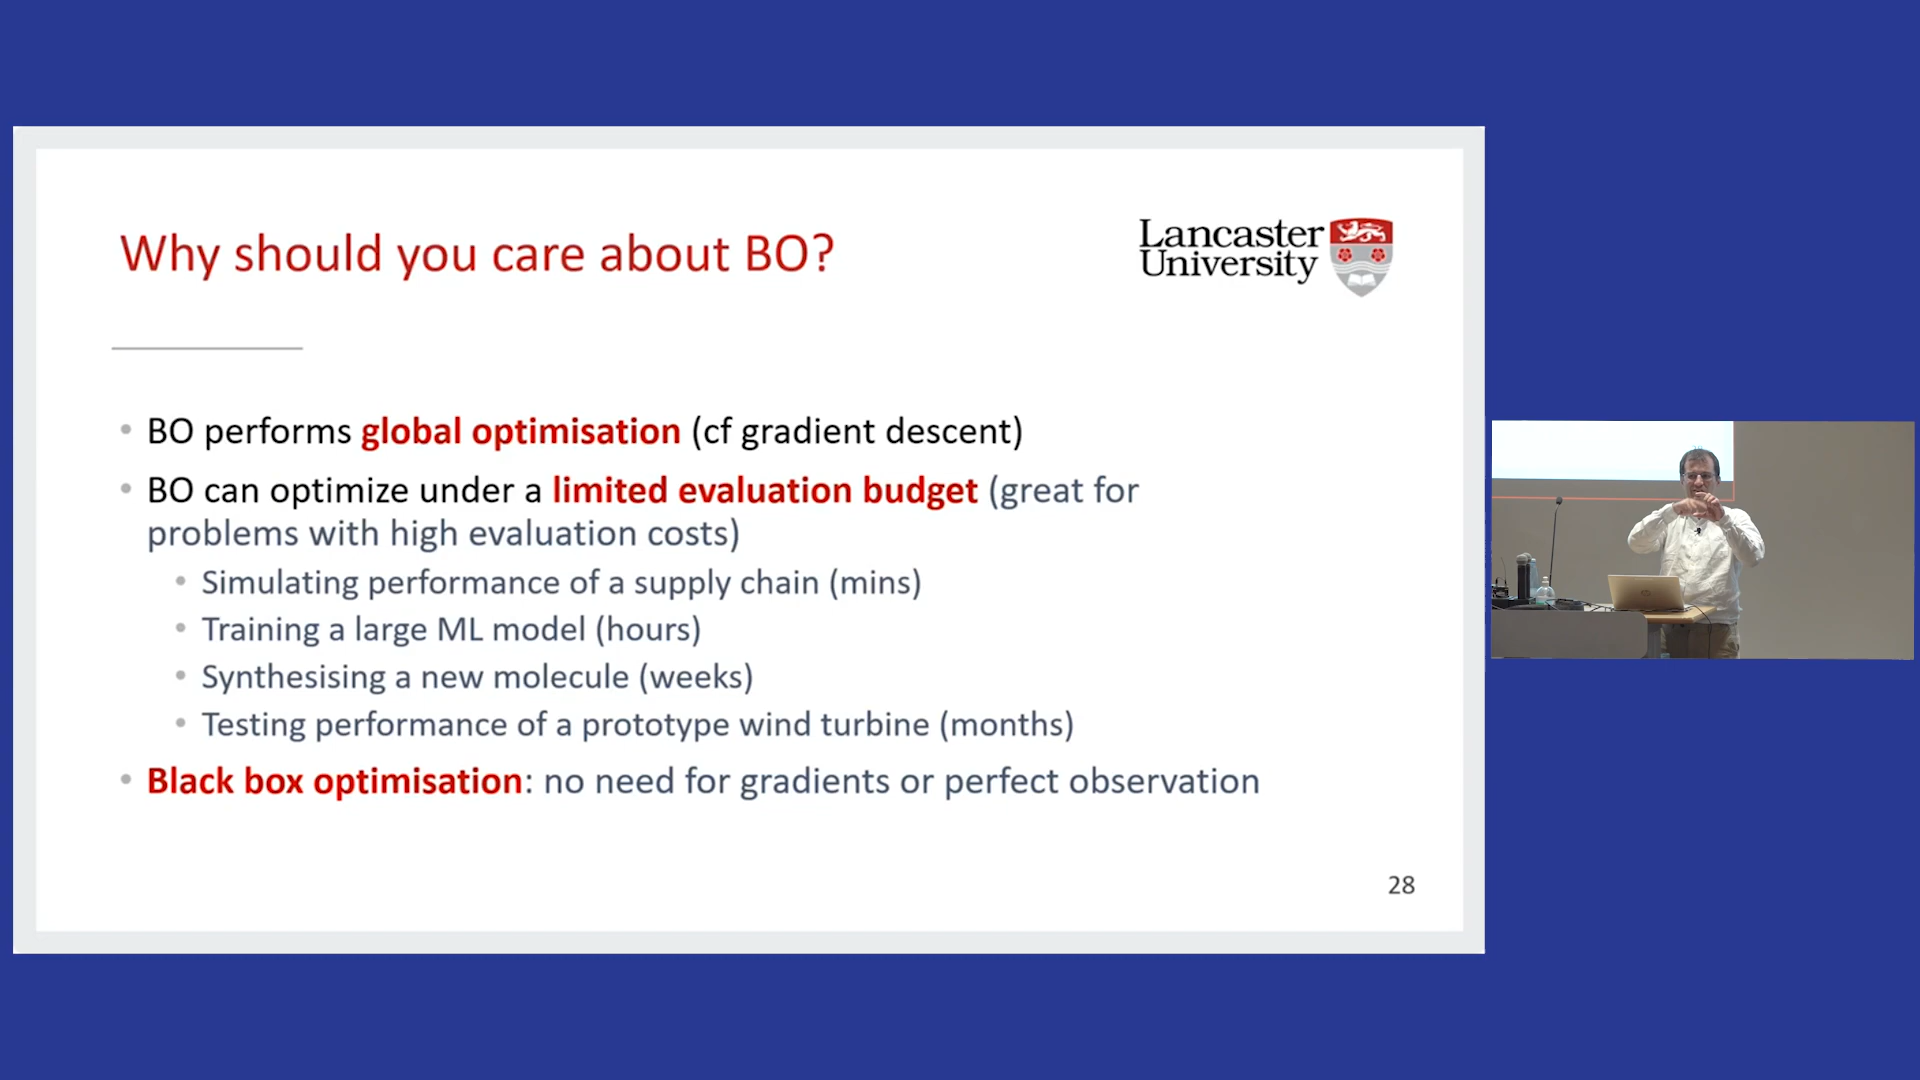 Why should you care about BO?
Lancaster
University
• BO performs global optimisation (cf gradient descent)
• BO can optimize under a limited evaluation budget (great for
problems with high evaluation costs)
• Simulating performance of a supply chain (mins)
• Training a large ML model (hours)
• Synthesising a new molecule (weeks)
• Testing performance of a prototype wind turbine (months)
• Black box optimisation: no need for gradients or perfect observation
28